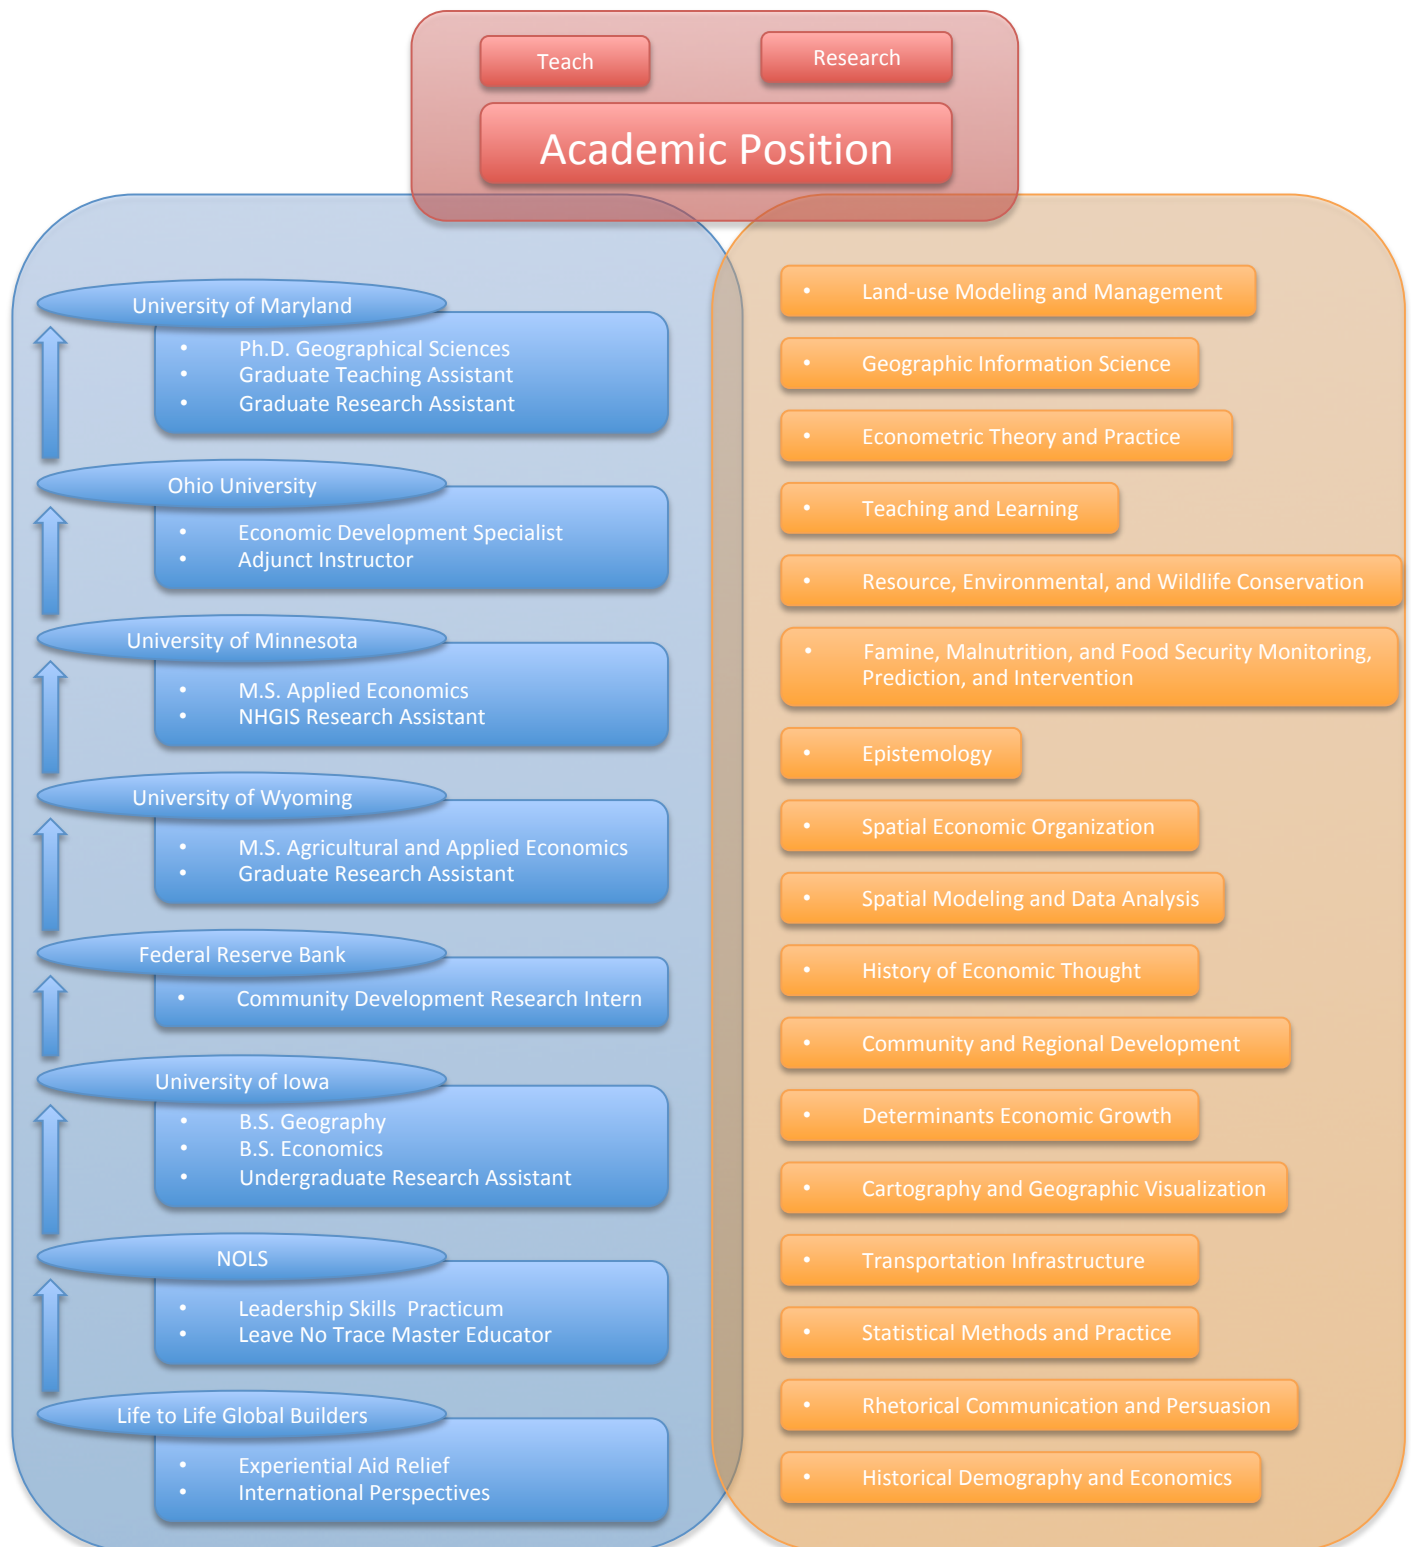 Teach
Research
Academic Position
University of Maryland
• Ph.D. Geographical Sciences
• Graduate Teaching Assistant
• Graduate Research Assistant
Ohio University
• Economic Development Specialist
• Adjunct Instructor
University of Minnesota
• M.S. Applied Economics
• NHGIS Research Assistant
University of Wyoming
• M.S. Agricultural and Applied Economics
• Graduate Research Assistant
Federal Reserve Bank
• Community Development Research Intern
University of Iowa
• B.S. Geography
• B.S. Economics
• Undergraduate Research Assistant
NOLS
• Leadership Skills Practicum
• Leave No Trace Master Educator
Life to Life Global Builders
• Experiential Aid Relief
• International Perspectives
• Land-use Modeling and Management
• Geographic Information Science
• Econometric Theory and Practice
• Teaching and Learning
• Resource, Environmental, and Wildlife Conservation
• Famine, Malnutrition, and Food Security Monitoring,
Prediction, and Intervention
• Epistemology
• Spatial Economic Organization
• Spatial Modeling and Data Analysis
• History of Economic Thought
• Community and Regional Development
• Determinants Economic Growth
• Cartography and Geographic Visualization
• Transportation Infrastructure
• Statistical Methods and Practice
• Rhetorical Communication and Persuasion
• Historical Demography and Economics